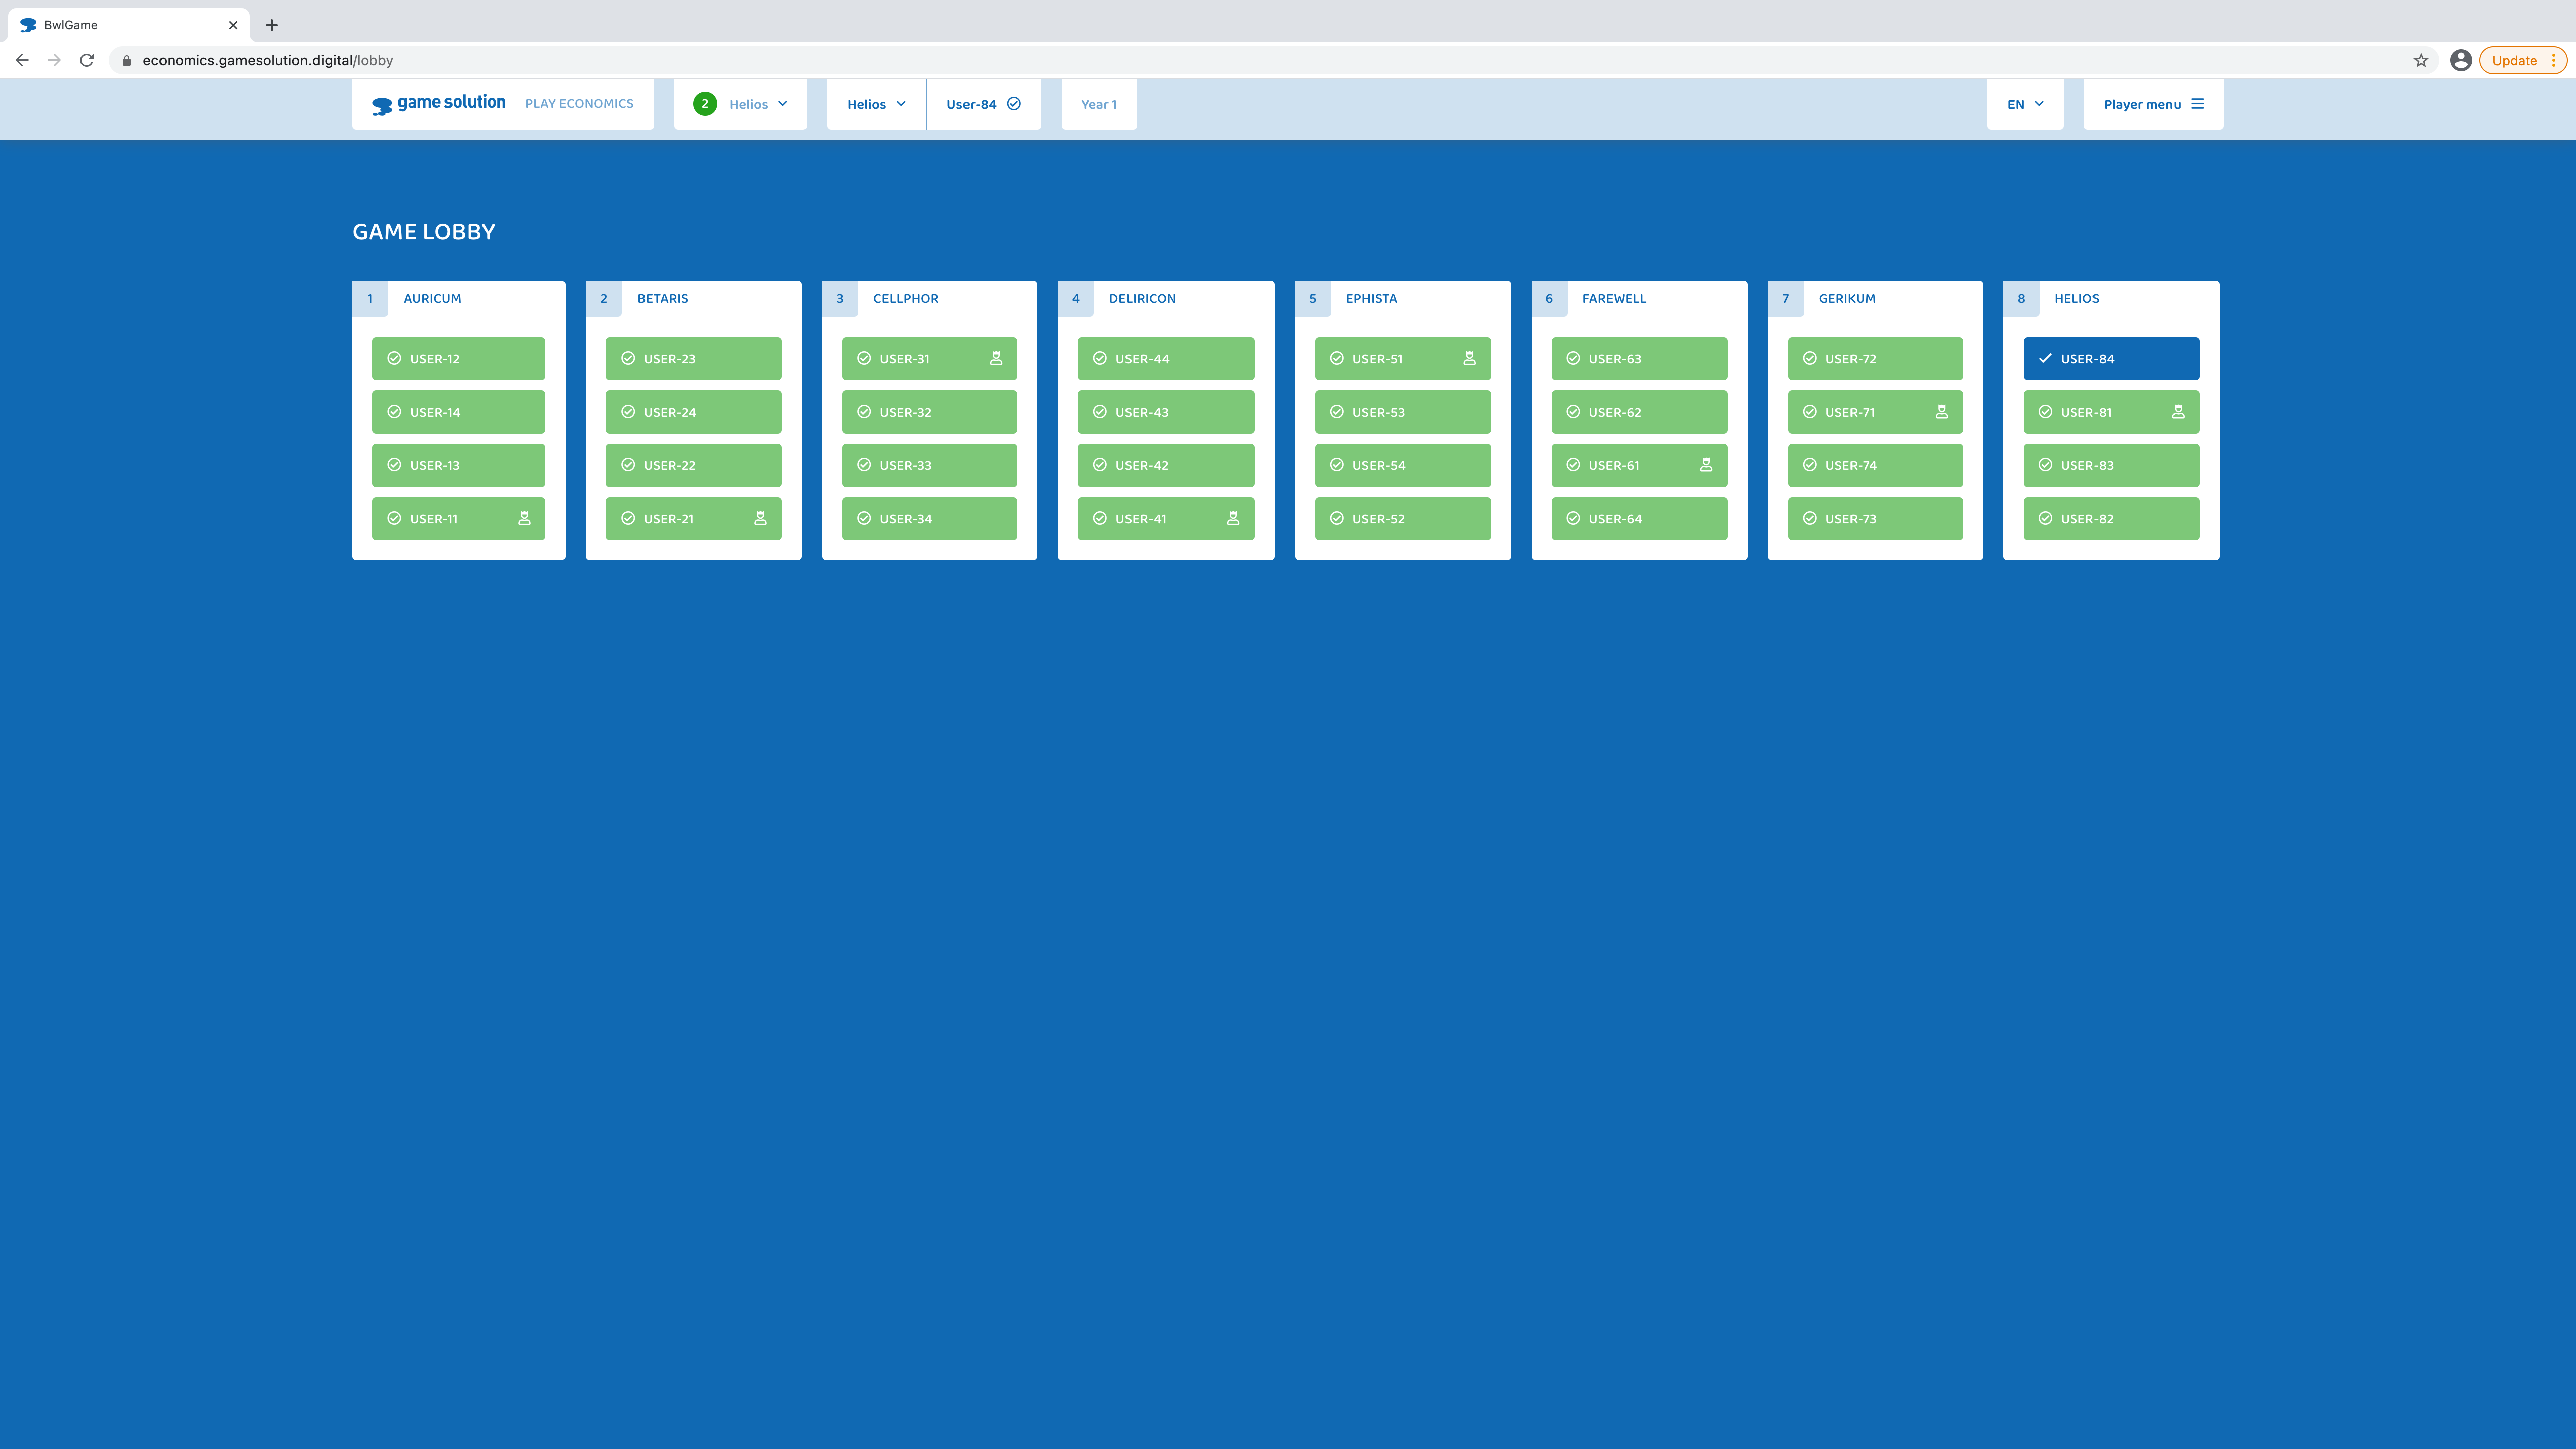 BwlGame
economics.gamesolution.digital/lobby
Update
game solution PLAY ECONOMICS
2 Helios
Helios
User-84
Year 1
EN
Player menu
GAME LOBBY
1 AURICUM
USER-12
USER-14
USER-13
USER-11
2 BETARIS
USER-23
USER-24
USER-22
USER-21
3 CELLPHOR
USER-31
USER-32
USER-33
USER-34
4 DELIRICON
USER-44
USER-43
USER-42
USER-41
5 EPHISTA
USER-51
USER-53
USER-54
USER-52
6 FAREWELL
USER-63
USER-62
USER-61
USER-64
7 GERIKUM
USER-72
USER-71
USER-74
USER-73
8 HELIOS
USER-84
USER-81
USER-83
USER-82